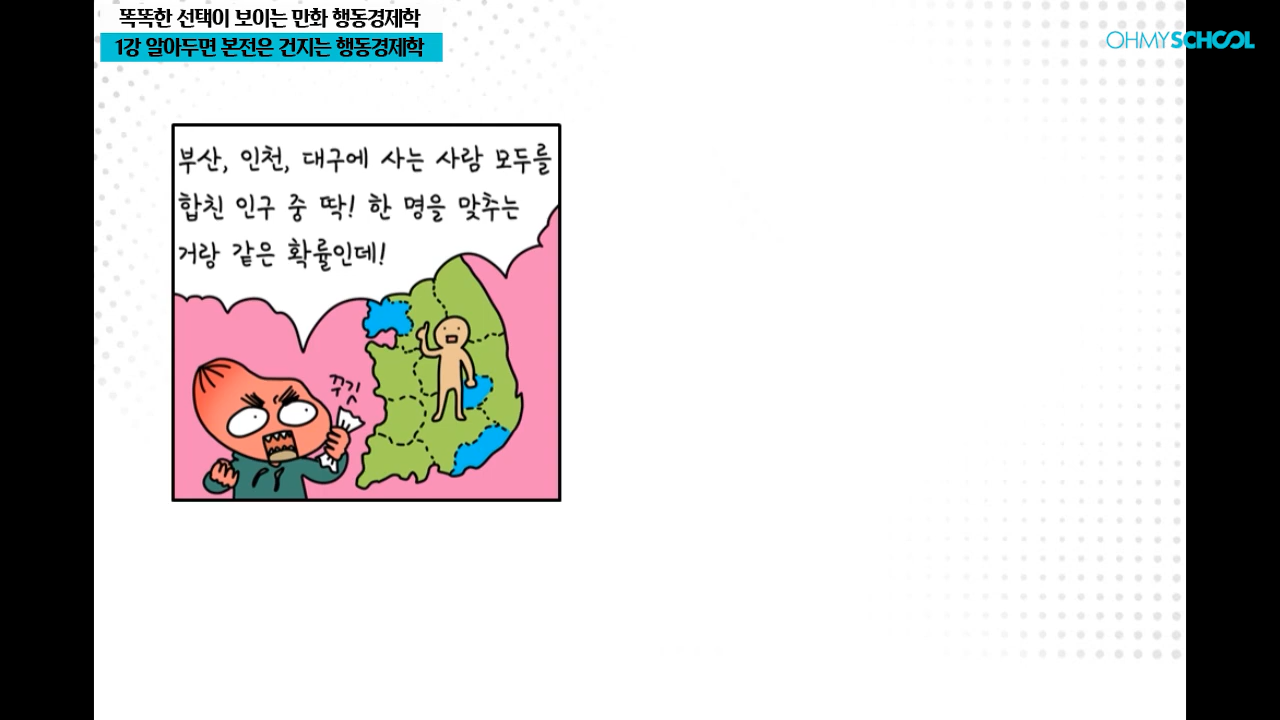 똑똑한 선택이 보이는 만화 행동경제학
1강 알아두면 본전은 건지는 행동경제학
OHMYSCHOOL
부산, 인천, 대구에 사는 사람 모두를
합친 인구 중 딱! 한 명을 맞추는
거랑 같은 확률인데!
꾸깃